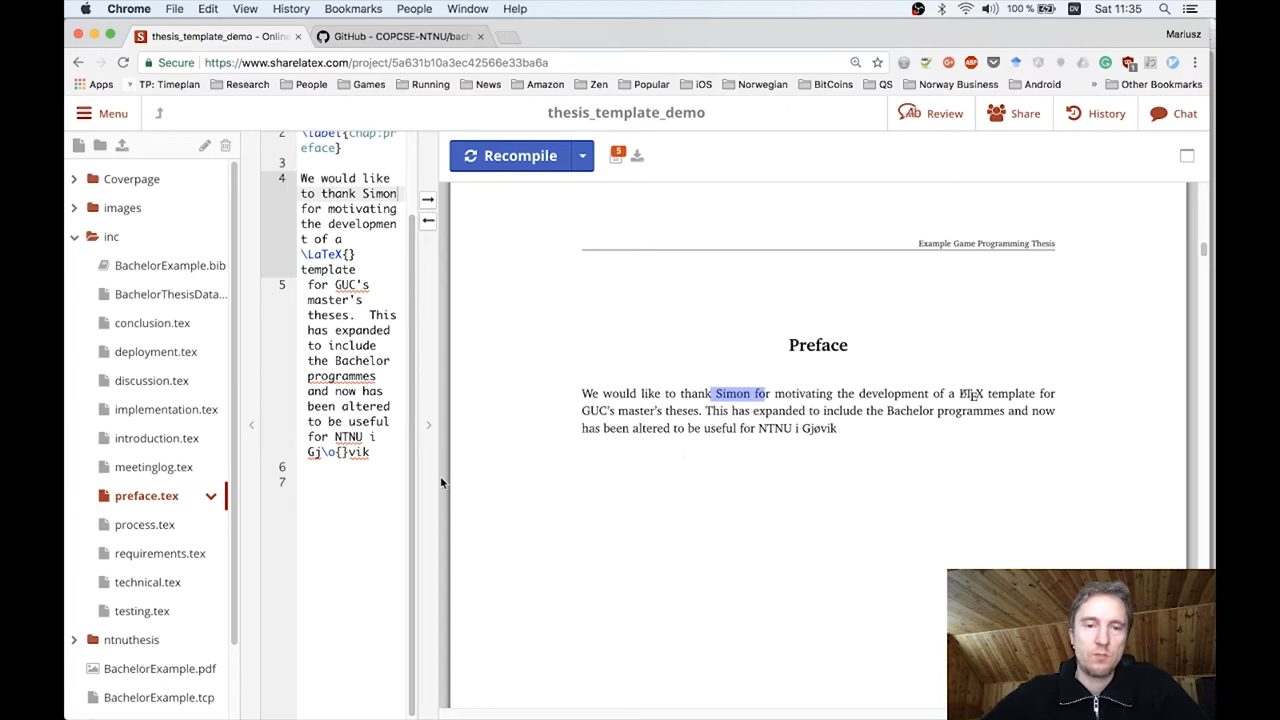 Chrome File Edit View History Bookmarks People Window Help 100 % Sat 11:35
thesis_template_demo - Online × GitHub - COPCSE-NTNU/bach × Mariusz
Secure https://www.sharelatex.com/project/5a631b10a3ec42566e33ba6a
Apps TP: Timeplan Research People Games Running News Amazon Zen Popular iOS Norwegian BitCoins QS Norway Business Android » Other Bookmarks
Menu thesis_template_demo Review Share History Chat
Recompile 5
Coverpage
images
inc
BachelorExample.bib
BachelorThesisData...
conclusion.tex
deployment.tex
discussion.tex
implementation.tex
introduction.tex
meetinglog.tex
preface.tex
process.tex
requirements.tex
technical.tex
testing.tex
ntnuthesis
BachelorExample.pdf
BachelorExample.tcp
2 \label{chap:pr
eface}
3
4 We would like
to thank Simon
for motivating
the developmen
t of a
\LaTeX{}
template
5 for GUC's
master's
theses. This
has expanded
to include
the Bachelor
programmes
and now has
been altered
to be useful
for NTNU i
Gj\o{}vik
6
7
Example Game Programming Thesis
Preface
We would like to thank Simon for motivating the development of a LATEX template for
GUC's master's theses. This has expanded to include the Bachelor programmes and now
has been altered to be useful for NTNU i Gjøvik